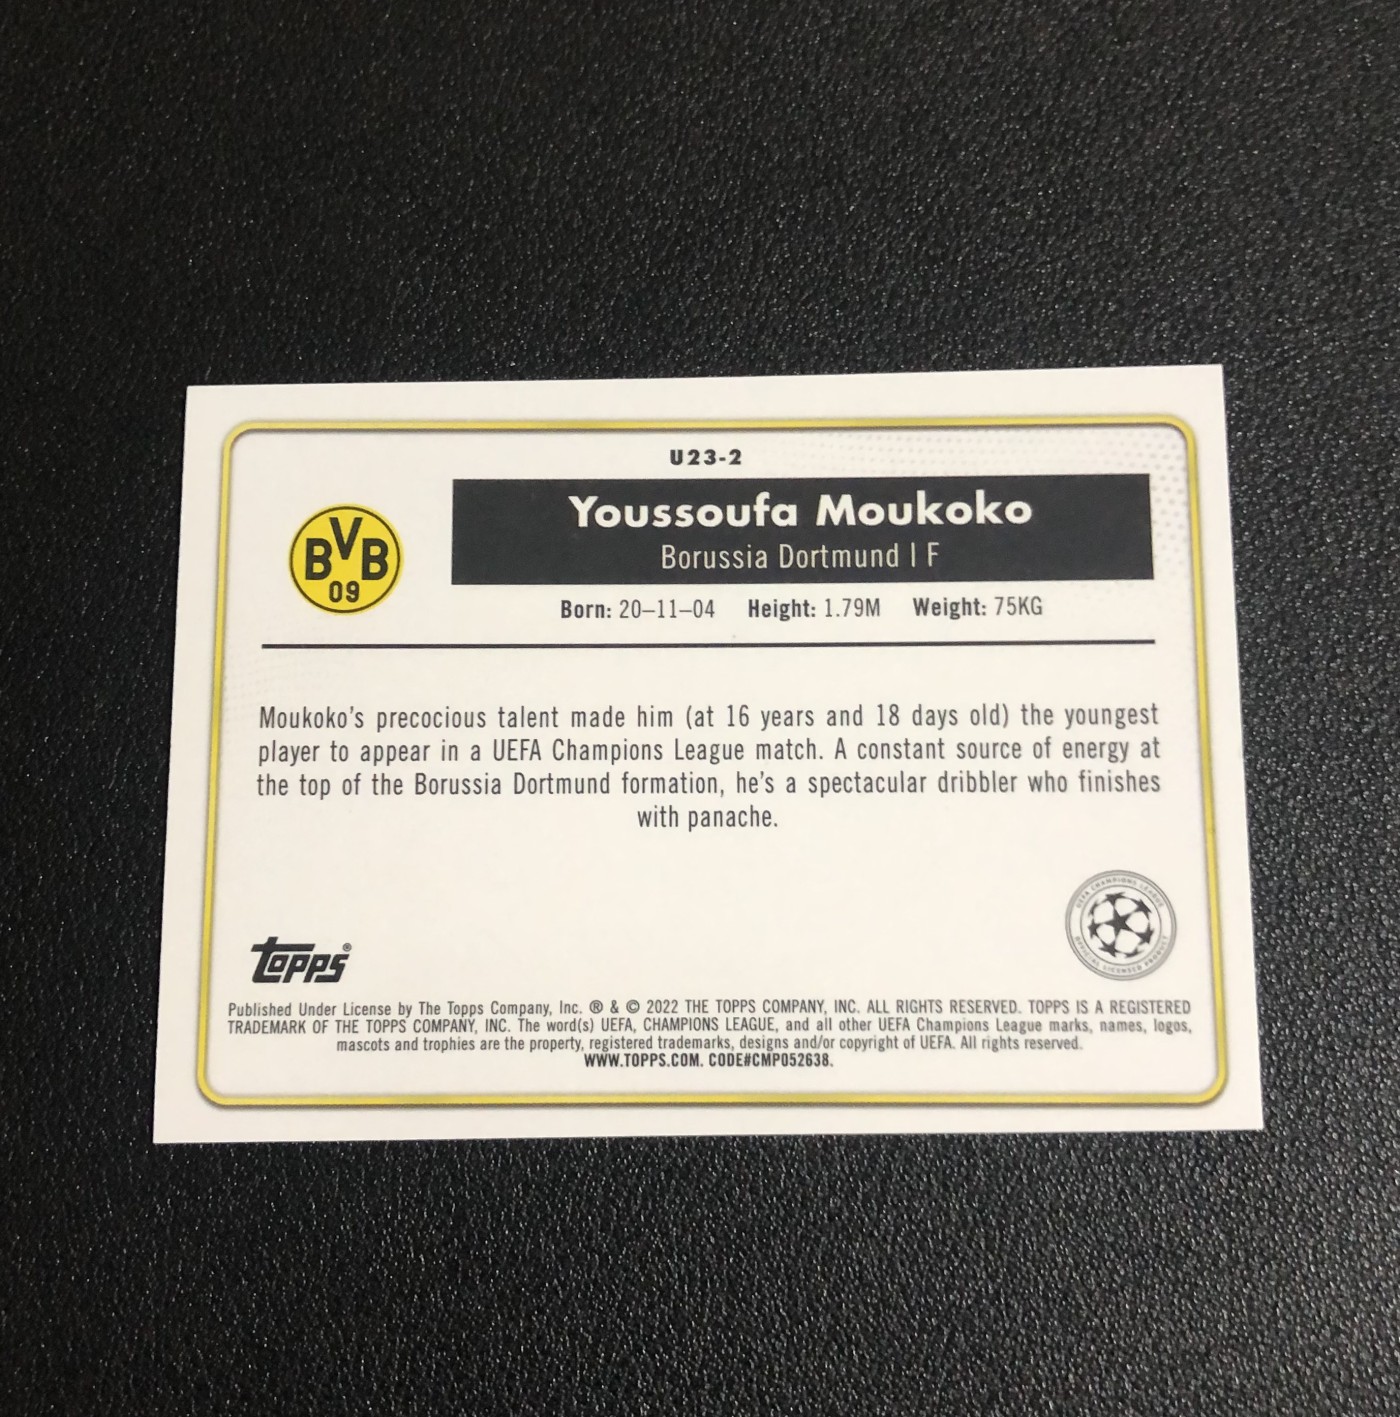 U23-2
Youssoufa Moukoko
Borussia Dortmund | F
BVB
09
Born: 20–11–04 Height: 1.79M Weight: 75KG
Moukoko's precocious talent made him (at 16 years and 18 days old) the youngest
player to appear in a UEFA Champions League match. A constant source of energy at
the top of the Borussia Dortmund formation, he's a spectacular dribbler who finishes
with panache.
UEFA CHAMPIONS LEAGUE
OFFICIAL LICENSED PRODUCT
Topps®
Published Under License by The Topps Company, Inc. ® & © 2022 THE TOPPS COMPANY, INC. ALL RIGHTS RESERVED. TOPPS IS A REGISTERED
TRADEMARK OF THE TOPPS COMPANY, INC. The word(s) UEFA, CHAMPIONS LEAGUE, and all other UEFA Champions League marks, names, logos,
mascots and trophies are the property, registered trademarks, designs and/or copyright of UEFA. All rights reserved.
WWW.TOPPS.COM. CODE#CMP052638.